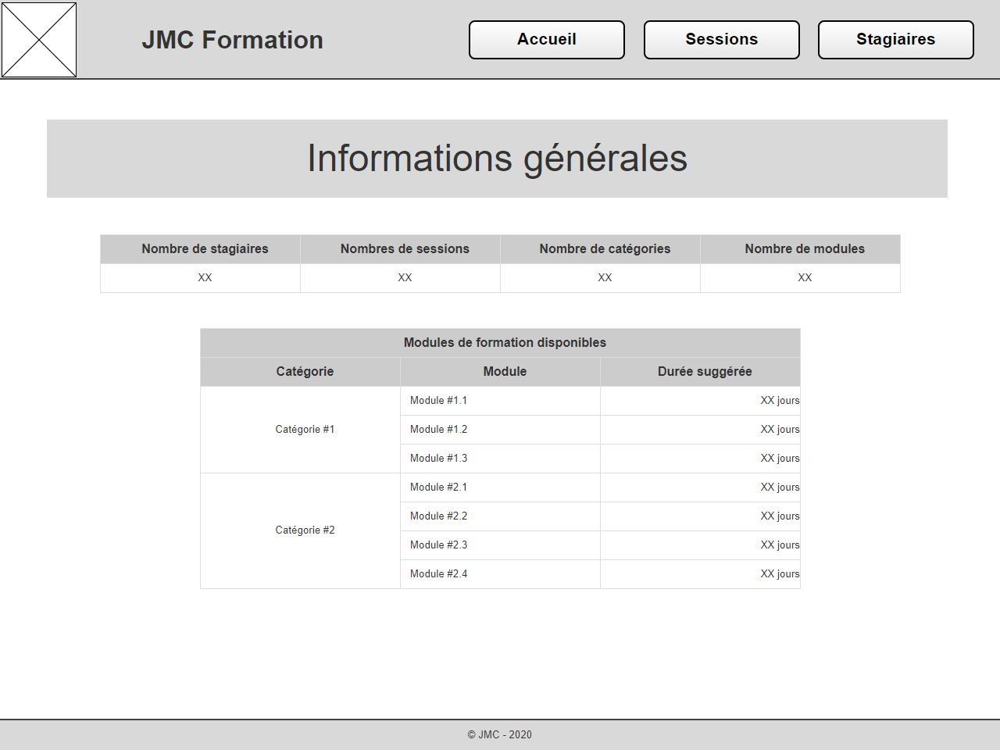 JMC Formation
Accueil
Sessions
Stagiaires
Informations générales
Nombre de stagiaires Nombres de sessions Nombre de catégories Nombre de modules
XX XX XX XX
Modules de formation disponibles
Catégorie Module Durée suggérée
Module #1.1 XX jours
Catégorie #1 Module #1.2 XX jours
Module #1.3 XX jours
Module #2.1 XX jours
Module #2.2 XX jours
Catégorie #2
Module #2.3 XX jours
Module #2.4 XX jours
© JMC - 2020